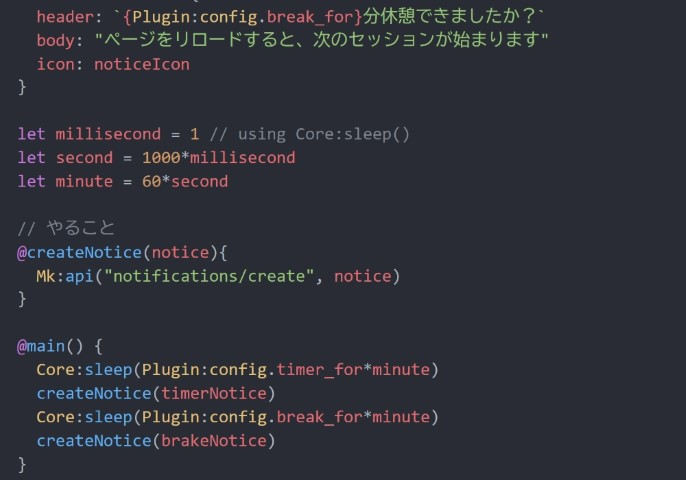 header: `{Plugin:config.break_for}分休憩できましたか？`
body: "ページをリロードすると、次のセッションが始まります"
icon: noticeIcon
}
let millisecond = 1 // using Core:sleep()
let second = 1000*millisecond
let minute = 60*second
// やること
@createNotice(notice){
Mk:api("notifications/create", notice)
}
@main() {
Core:sleep(Plugin:config.timer_for*minute)
createNotice(timerNotice)
Core:sleep(Plugin:config.break_for*minute)
createNotice(brakeNotice)
}